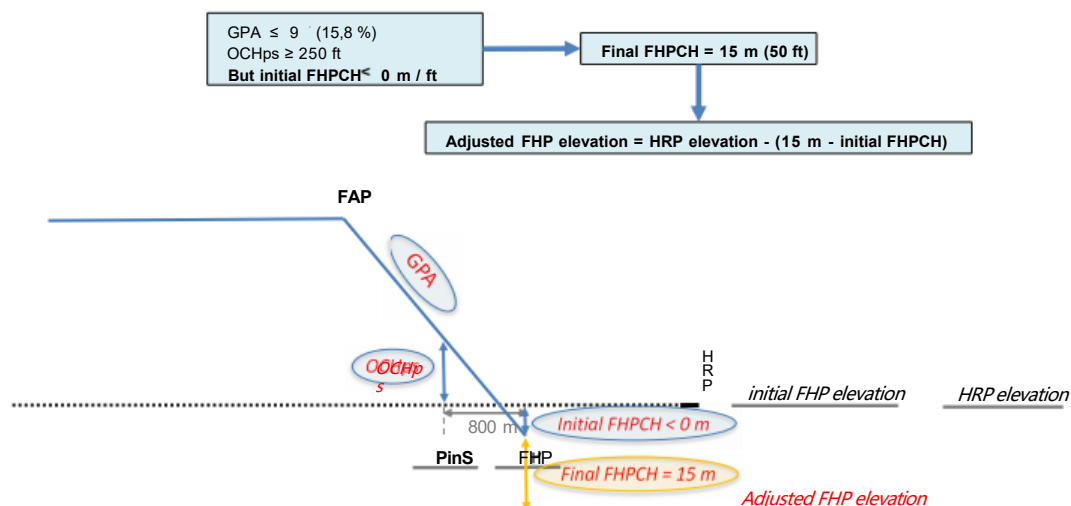 GPA ≤ 9 ˙ (15,8 %)
OCHps ≥ 250 ft
But initial FHPCH< 0 m / ft
Final FHPCH = 15 m (50 ft)
Adjusted FHP elevation = HRP elevation - (15 m - initial FHPCH)
FAP
GPA
HRP
OCHps
initial FHP elevation
HRP elevation
800 m
Initial FHPCH < 0 m
PinS
FHP
Final FHPCH = 15 m
Adjusted FHP elevation